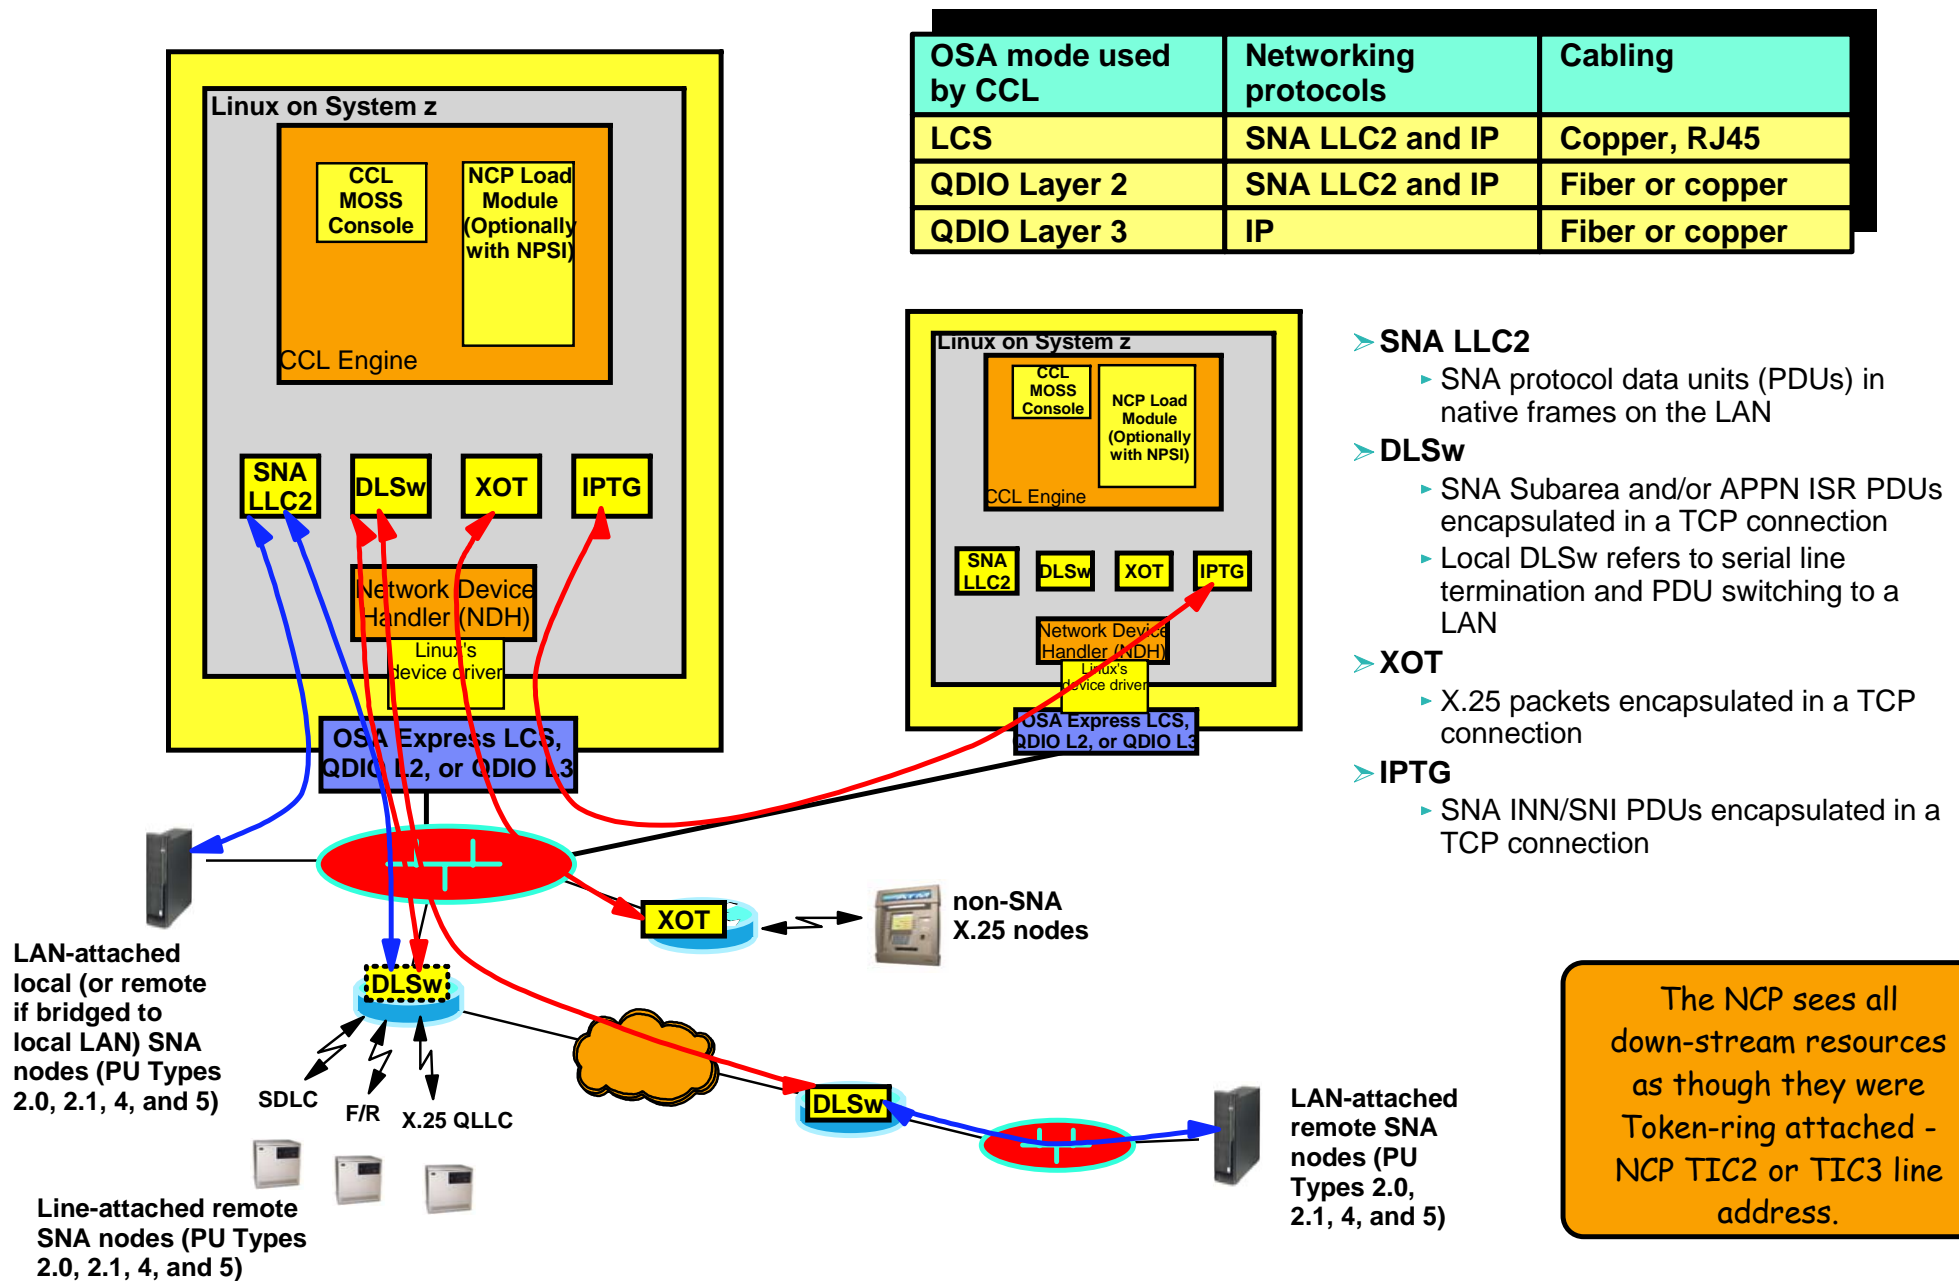 OSA mode used
by CCL
Networking
protocols
Cabling
LCS
SNA LLC2 and IP
Copper, RJ45
QDIO Layer 2
SNA LLC2 and IP
Fiber or copper
QDIO Layer 3
IP
Fiber or copper
Linux on System z
CCL
MOSS
Console
NCP Load
Module
(Optionally
with NPSI)
CCL Engine
SNA
LLC2
DLSw
XOT
IPTG
Network Device
Handler (NDH)
Linux's
device driver
OSA Express LCS,
QDIO L2, or QDIO L3
Linux on System z
CCL
MOSS
Console
NCP Load
Module
(Optionally
with NPSI)
CCL Engine
SNA
LLC2
DLSw
XOT
IPTG
Network Device
Handler (NDH)
Linux's
device driver
OSA Express LCS,
QDIO L2, or QDIO L3
SNA LLC2
SNA protocol data units (PDUs) in
native frames on the LAN
DLSw
SNA Subarea and/or APPN ISR PDUs
encapsulated in a TCP connection
Local DLSw refers to serial line
termination and PDU switching to a
LAN
XOT
X.25 packets encapsulated in a TCP
connection
IPTG
SNA INN/SNI PDUs encapsulated in a
TCP connection
LAN-attached
local (or remote
if bridged to
local LAN) SNA
nodes (PU Types
2.0, 2.1, 4, and 5)
XOT
non-SNA
X.25 nodes
DLSw
SDLC
F/R
X.25 QLLC
Line-attached remote
SNA nodes (PU Types
2.0, 2.1, 4, and 5)
DLSw
LAN-attached
remote SNA
nodes (PU
Types 2.0,
2.1, 4, and 5)
The NCP sees all
down-stream resources
as though they were
Token-ring attached -
NCP TIC2 or TIC3 line
address.